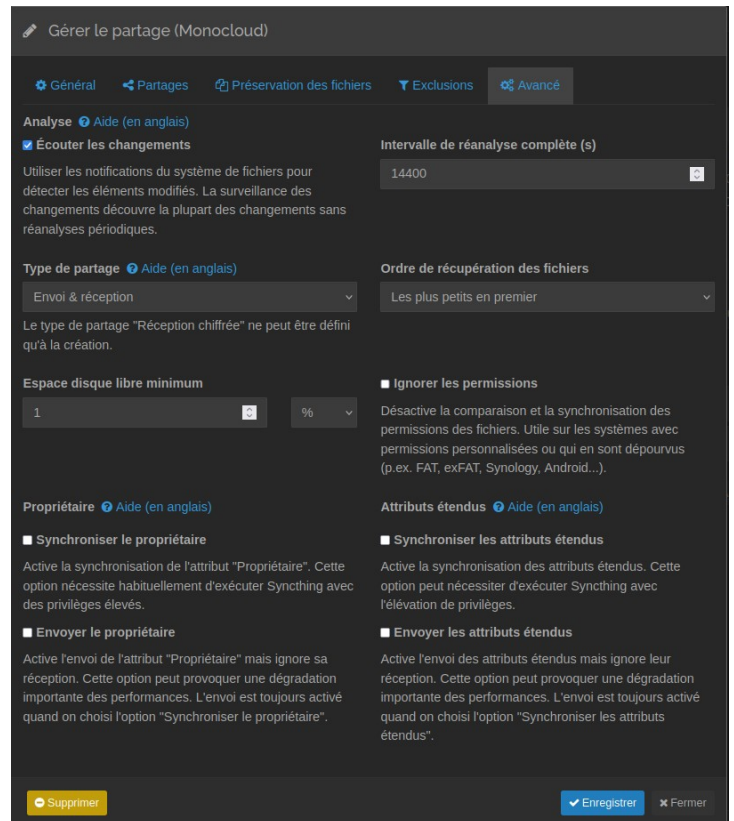 Gérer le partage (Monocloud)
Général Partages Préservation des fichiers Exclusions Avancé
Analyse Aide (en anglais)
Écouter les changements
Utiliser les notifications du système de fichiers pour
détecter les éléments modifiés. La surveillance des
changements découvre la plupart des changements sans
réanalyses périodiques.
Intervalle de réanalyse complète (s)
14400
Type de partage Aide (en anglais)
Envoi & réception
Le type de partage "Réception chiffrée" ne peut être défini
qu'à la création.
Ordre de récupération des fichiers
Les plus petits en premier
Espace disque libre minimum
1 %
Ignorer les permissions
Désactive la comparaison et la synchronisation des
permissions des fichiers. Utile sur les systèmes avec
permissions personnalisées ou qui en sont dépourvus
(p.ex. FAT, exFAT, Synology, Android...).
Propriétaire Aide (en anglais)
Synchroniser le propriétaire
Active la synchronisation de l'attribut "Propriétaire". Cette
option nécessite habituellement d'exécuter Syncthing avec
des privilèges élevés.
Envoyer le propriétaire
Active l'envoi de l'attribut "Propriétaire" mais ignore sa
réception. Cette option peut provoquer une dégradation
importante des performances. L'envoi est toujours activé
quand on choisi l'option "Synchroniser le propriétaire".
Attributs étendus Aide (en anglais)
Synchroniser les attributs étendus
Active la synchronisation des attributs étendus. Cette
option peut nécessiter d'exécuter Syncthing avec
l'élévation de privilèges.
Envoyer les attributs étendus
Active l'envoi des attributs étendus mais ignore leur
réception. Cette option peut provoquer une dégradation
importante des performances. L'envoi est toujours activé
quand on choisi l'option "Synchroniser les attributs
étendus".
Supprimer
Enregistrer
Fermer